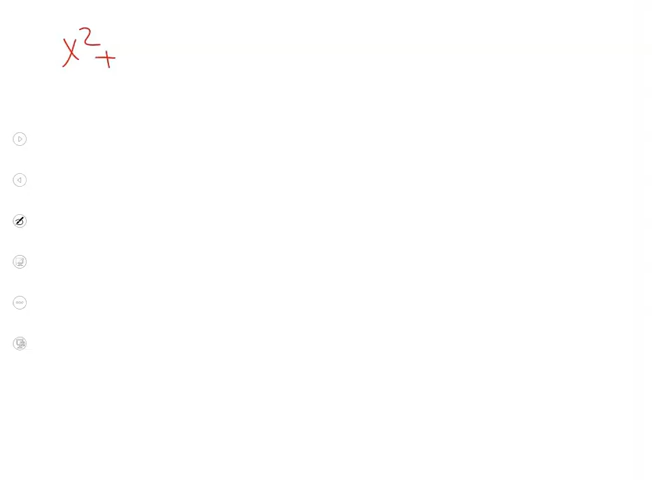 x² +